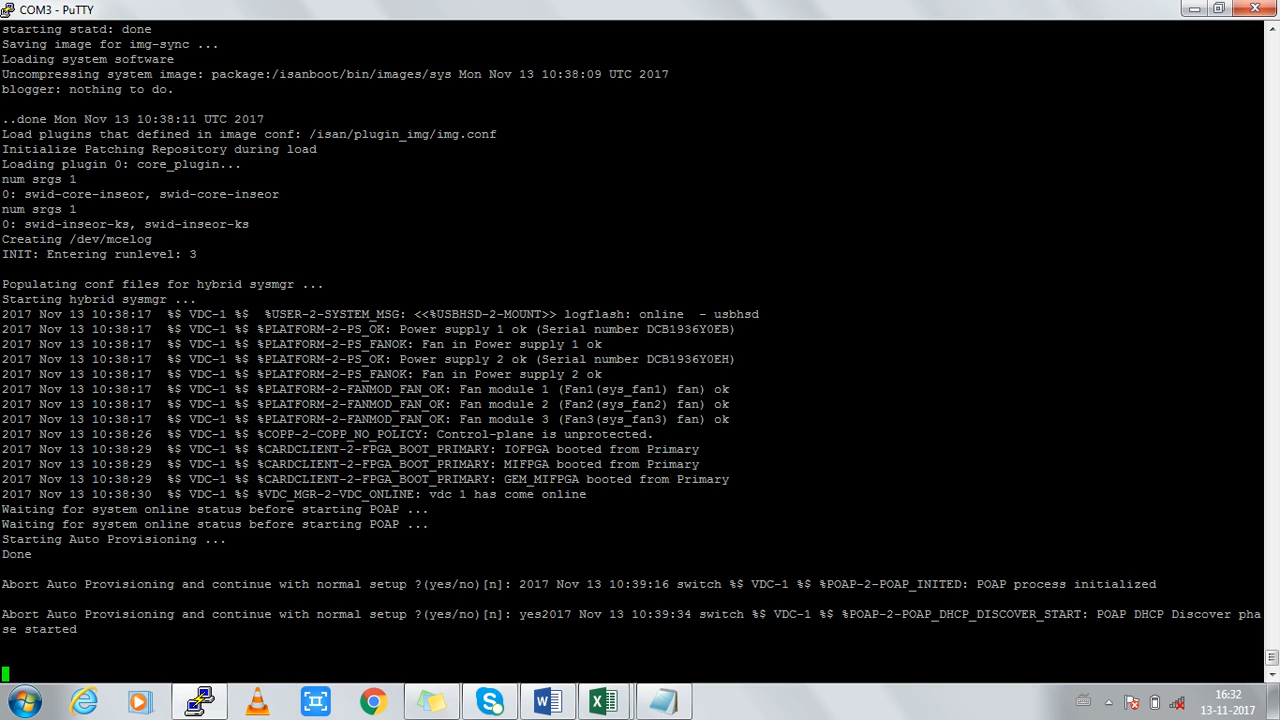 COM3 - PuTTY
starting statd: done
Saving image for img-sync ...
Loading system software
Uncompressing system image: package:/isanboot/bin/images/sys Mon Nov 13 10:38:09 UTC 2017
blogger: nothing to do.
..done Mon Nov 13 10:38:11 UTC 2017
Load plugins that defined in image conf: /isan/plugin_img/img.conf
Initialize Patching Repository during load
Loading plugin 0: core_plugin...
num srgs 1
0: swid-core-inseor, swid-core-inseor
num srgs 1
0: swid-inseor-ks, swid-inseor-ks
Creating /dev/mcelog
INIT: Entering runlevel: 3
Populating conf files for hybrid sysmgr ...
Starting hybrid sysmgr ...
2017 Nov 13 10:38:17  %$ VDC-1 %$  %USER-2-SYSTEM_MSG: <<%USBHSD-2-MOUNT>> logflash: online  - usbhsd
2017 Nov 13 10:38:17  %$ VDC-1 %$ %PLATFORM-2-PS_OK: Power supply 1 ok (Serial number DCB1936Y0EB)
2017 Nov 13 10:38:17  %$ VDC-1 %$ %PLATFORM-2-PS_FANOK: Fan in Power supply 1 ok
2017 Nov 13 10:38:17  %$ VDC-1 %$ %PLATFORM-2-PS_OK: Power supply 2 ok (Serial number DCB1936Y0EH)
2017 Nov 13 10:38:17  %$ VDC-1 %$ %PLATFORM-2-PS_FANOK: Fan in Power supply 2 ok
2017 Nov 13 10:38:17  %$ VDC-1 %$ %PLATFORM-2-FANMOD_FAN_OK: Fan module 1 (Fan1(sys_fan1) fan) ok
2017 Nov 13 10:38:17  %$ VDC-1 %$ %PLATFORM-2-FANMOD_FAN_OK: Fan module 2 (Fan2(sys_fan2) fan) ok
2017 Nov 13 10:38:17  %$ VDC-1 %$ %PLATFORM-2-FANMOD_FAN_OK: Fan module 3 (Fan3(sys_fan3) fan) ok
2017 Nov 13 10:38:26  %$ VDC-1 %$ %COPP-2-COPP_NO_POLICY: Control-plane is unprotected.
2017 Nov 13 10:38:29  %$ VDC-1 %$ %CARDCLIENT-2-FPGA_BOOT_PRIMARY: IOFPGA booted from Primary
2017 Nov 13 10:38:29  %$ VDC-1 %$ %CARDCLIENT-2-FPGA_BOOT_PRIMARY: MIFPGA booted from Primary
2017 Nov 13 10:38:29  %$ VDC-1 %$ %CARDCLIENT-2-FPGA_BOOT_PRIMARY: GEM_MIFPGA booted from Primary
2017 Nov 13 10:38:30  %$ VDC-1 %$ %VDC_MGR-2-VDC_ONLINE: vdc 1 has come online
Waiting for system online status before starting POAP ...
Waiting for system online status before starting POAP ...
Starting Auto Provisioning ...
Done
Abort Auto Provisioning and continue with normal setup ?(yes/no)[n]: 2017 Nov 13 10:39:16 switch %$ VDC-1 %$ %POAP-2-POAP_INITED: POAP process initialized
Abort Auto Provisioning and continue with normal setup ?(yes/no)[n]: yes2017 Nov 13 10:39:34 switch %$ VDC-1 %$ %POAP-2-POAP_DHCP_DISCOVER_START: POAP DHCP Discover pha
se started
16:32
13-11-2017